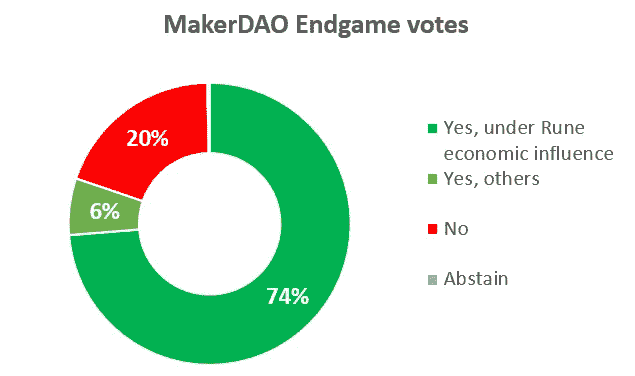 MakerDAO Endgame votes
20%
6%
74%
Yes, under Rune
economic influence
Yes, others
No
Abstain